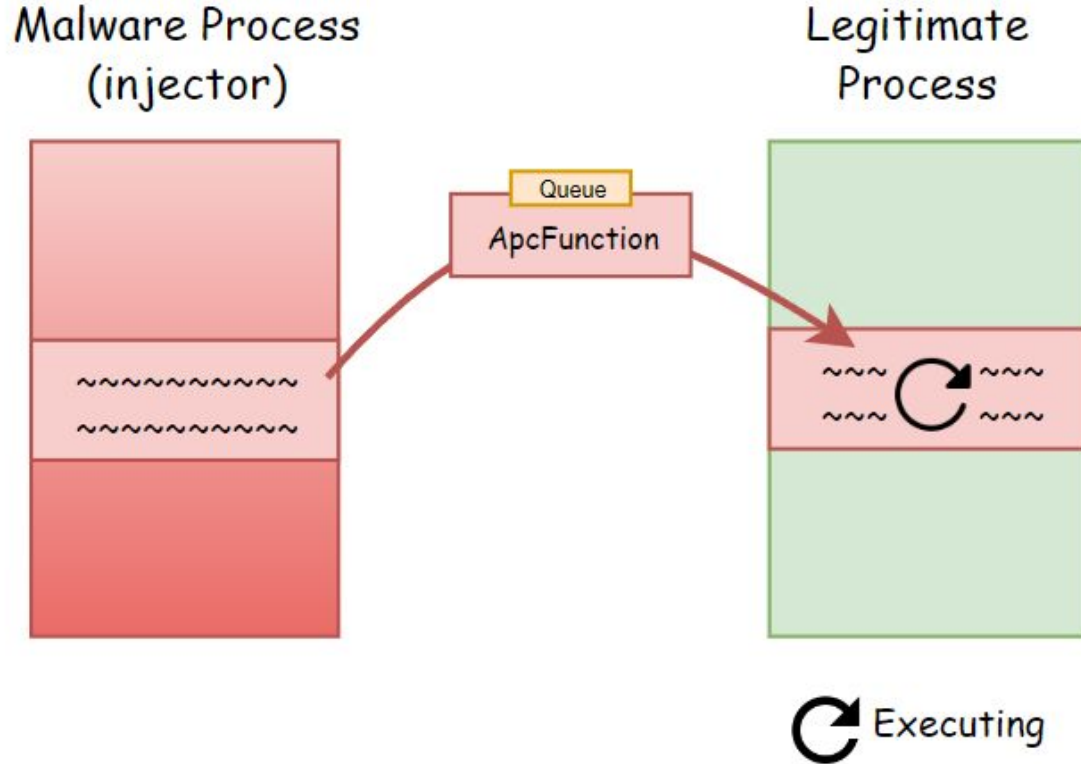 Malware Process
(injector)
Legitimate
Process
Queue
ApcFunction
~~~~~~~~~~
~~~~~~~~~~
~~~ ~~~
~~~ ~~~
Executing